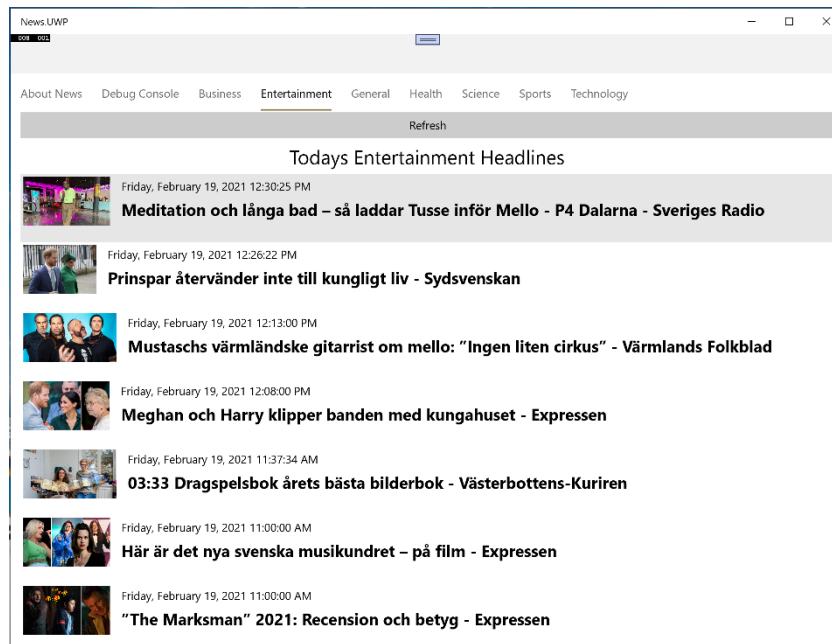 News.UWP
008 001
About News Debug Console Business Entertainment General Health Science Sports Technology
Refresh
Todays Entertainment Headlines
Friday, February 19, 2021 12:30:25 PM
Meditation och långa bad – så laddar Tusse inför Mello - P4 Dalarna - Sveriges Radio
Friday, February 19, 2021 12:26:22 PM
Prinspar återvänder inte till kungligt liv - Sydsvenskan
Friday, February 19, 2021 12:13:00 PM
Mustaschs värmländske gitarrist om mello: ”Ingen liten cirkus” - Värmlands Folkblad
Friday, February 19, 2021 12:08:00 PM
Meghan och Harry klipper banden med kungahuset - Expressen
Friday, February 19, 2021 11:37:34 AM
03:33 Dragspelsbok årets bästa bilderbok - Västerbottens-Kuriren
Friday, February 19, 2021 11:00:00 AM
Här är det nya svenska musikundret – på film - Expressen
Friday, February 19, 2021 11:00:00 AM
”The Marksman” 2021: Recension och betyg - Expressen